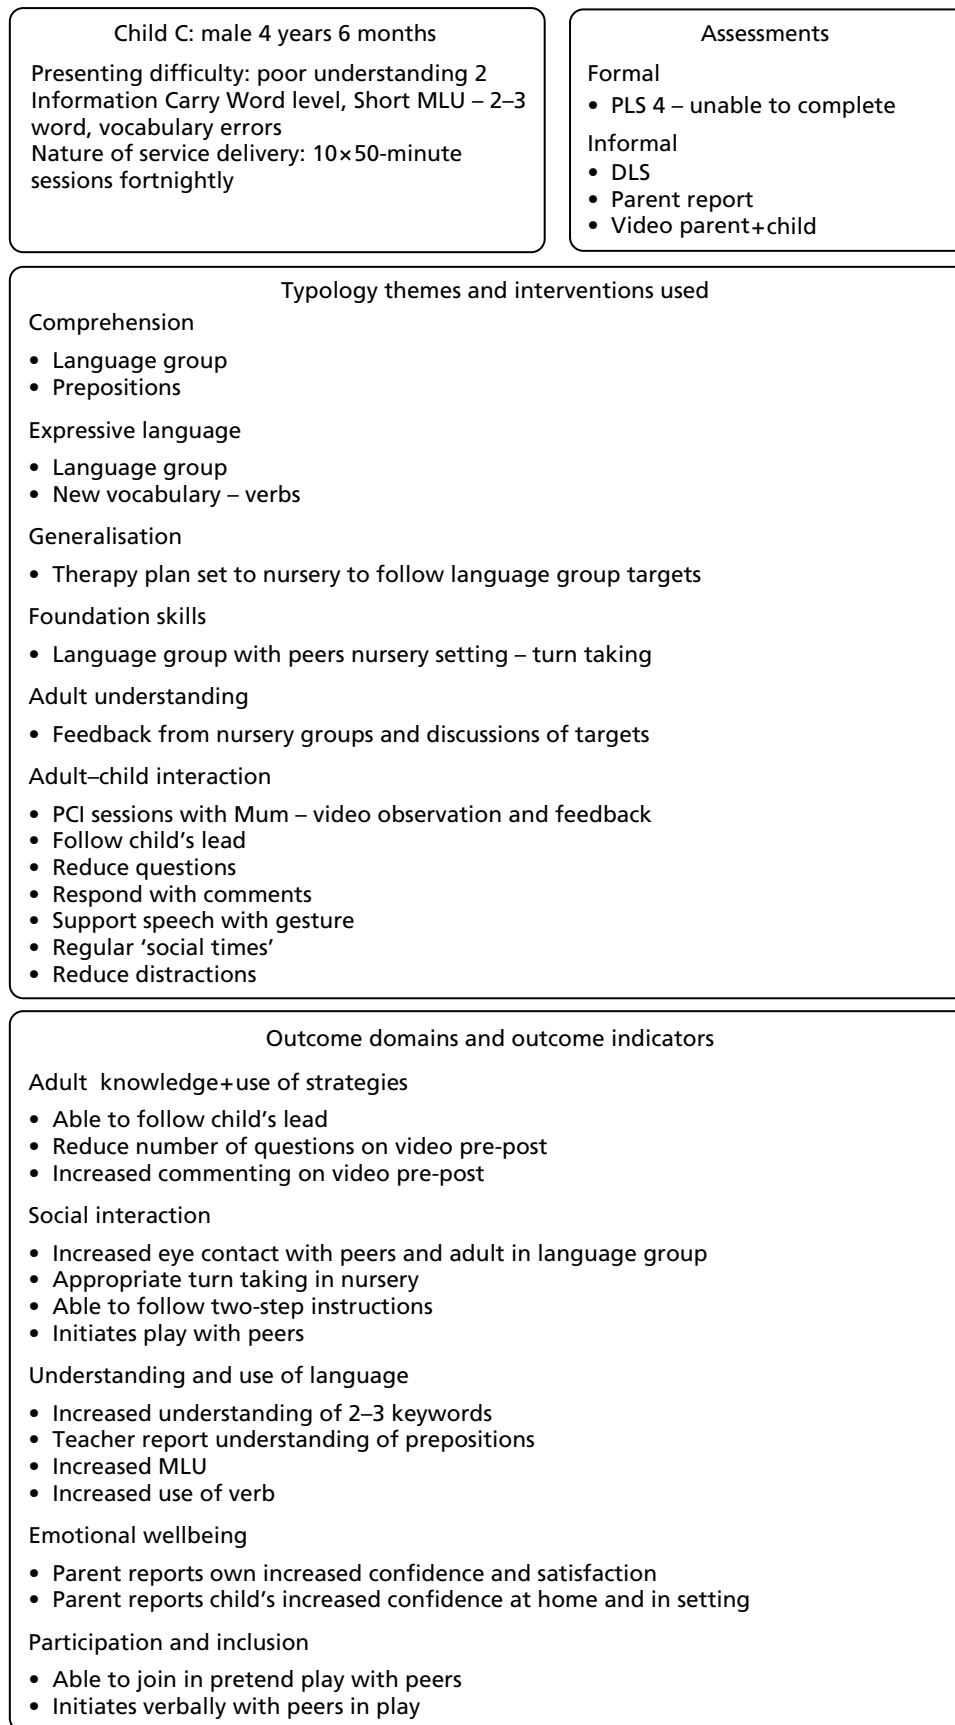 Child C: male 4 years 6 months
Presenting difficulty: poor understanding 2
Information Carry Word level, Short MLU – 2–3
word, vocabulary errors
Nature of service delivery: 10×50-minute
sessions fortnightly
Assessments
Formal
• PLS 4 – unable to complete
Informal
• DLS
• Parent report
• Video parent+child
Typology themes and interventions used
Comprehension
• Language group
• Prepositions
Expressive language
• Language group
• New vocabulary – verbs
Generalisation
• Therapy plan set to nursery to follow language group targets
Foundation skills
• Language group with peers nursery setting – turn taking
Adult understanding
• Feedback from nursery groups and discussions of targets
Adult–child interaction
• PCI sessions with Mum – video observation and feedback
• Follow child’s lead
• Reduce questions
• Respond with comments
• Support speech with gesture
• Regular ‘social times’
• Reduce distractions
Outcome domains and outcome indicators
Adult knowledge+use of strategies
• Able to follow child’s lead
• Reduce number of questions on video pre-post
• Increased commenting on video pre-post
Social interaction
• Increased eye contact with peers and adult in language group
• Appropriate turn taking in nursery
• Able to follow two-step instructions
• Initiates play with peers
Understanding and use of language
• Increased understanding of 2–3 keywords
• Teacher report understanding of prepositions
• Increased MLU
• Increased use of verb
Emotional wellbeing
• Parent reports own increased confidence and satisfaction
• Parent reports child’s increased confidence at home and in setting
Participation and inclusion
• Able to join in pretend play with peers
• Initiates verbally with peers in play